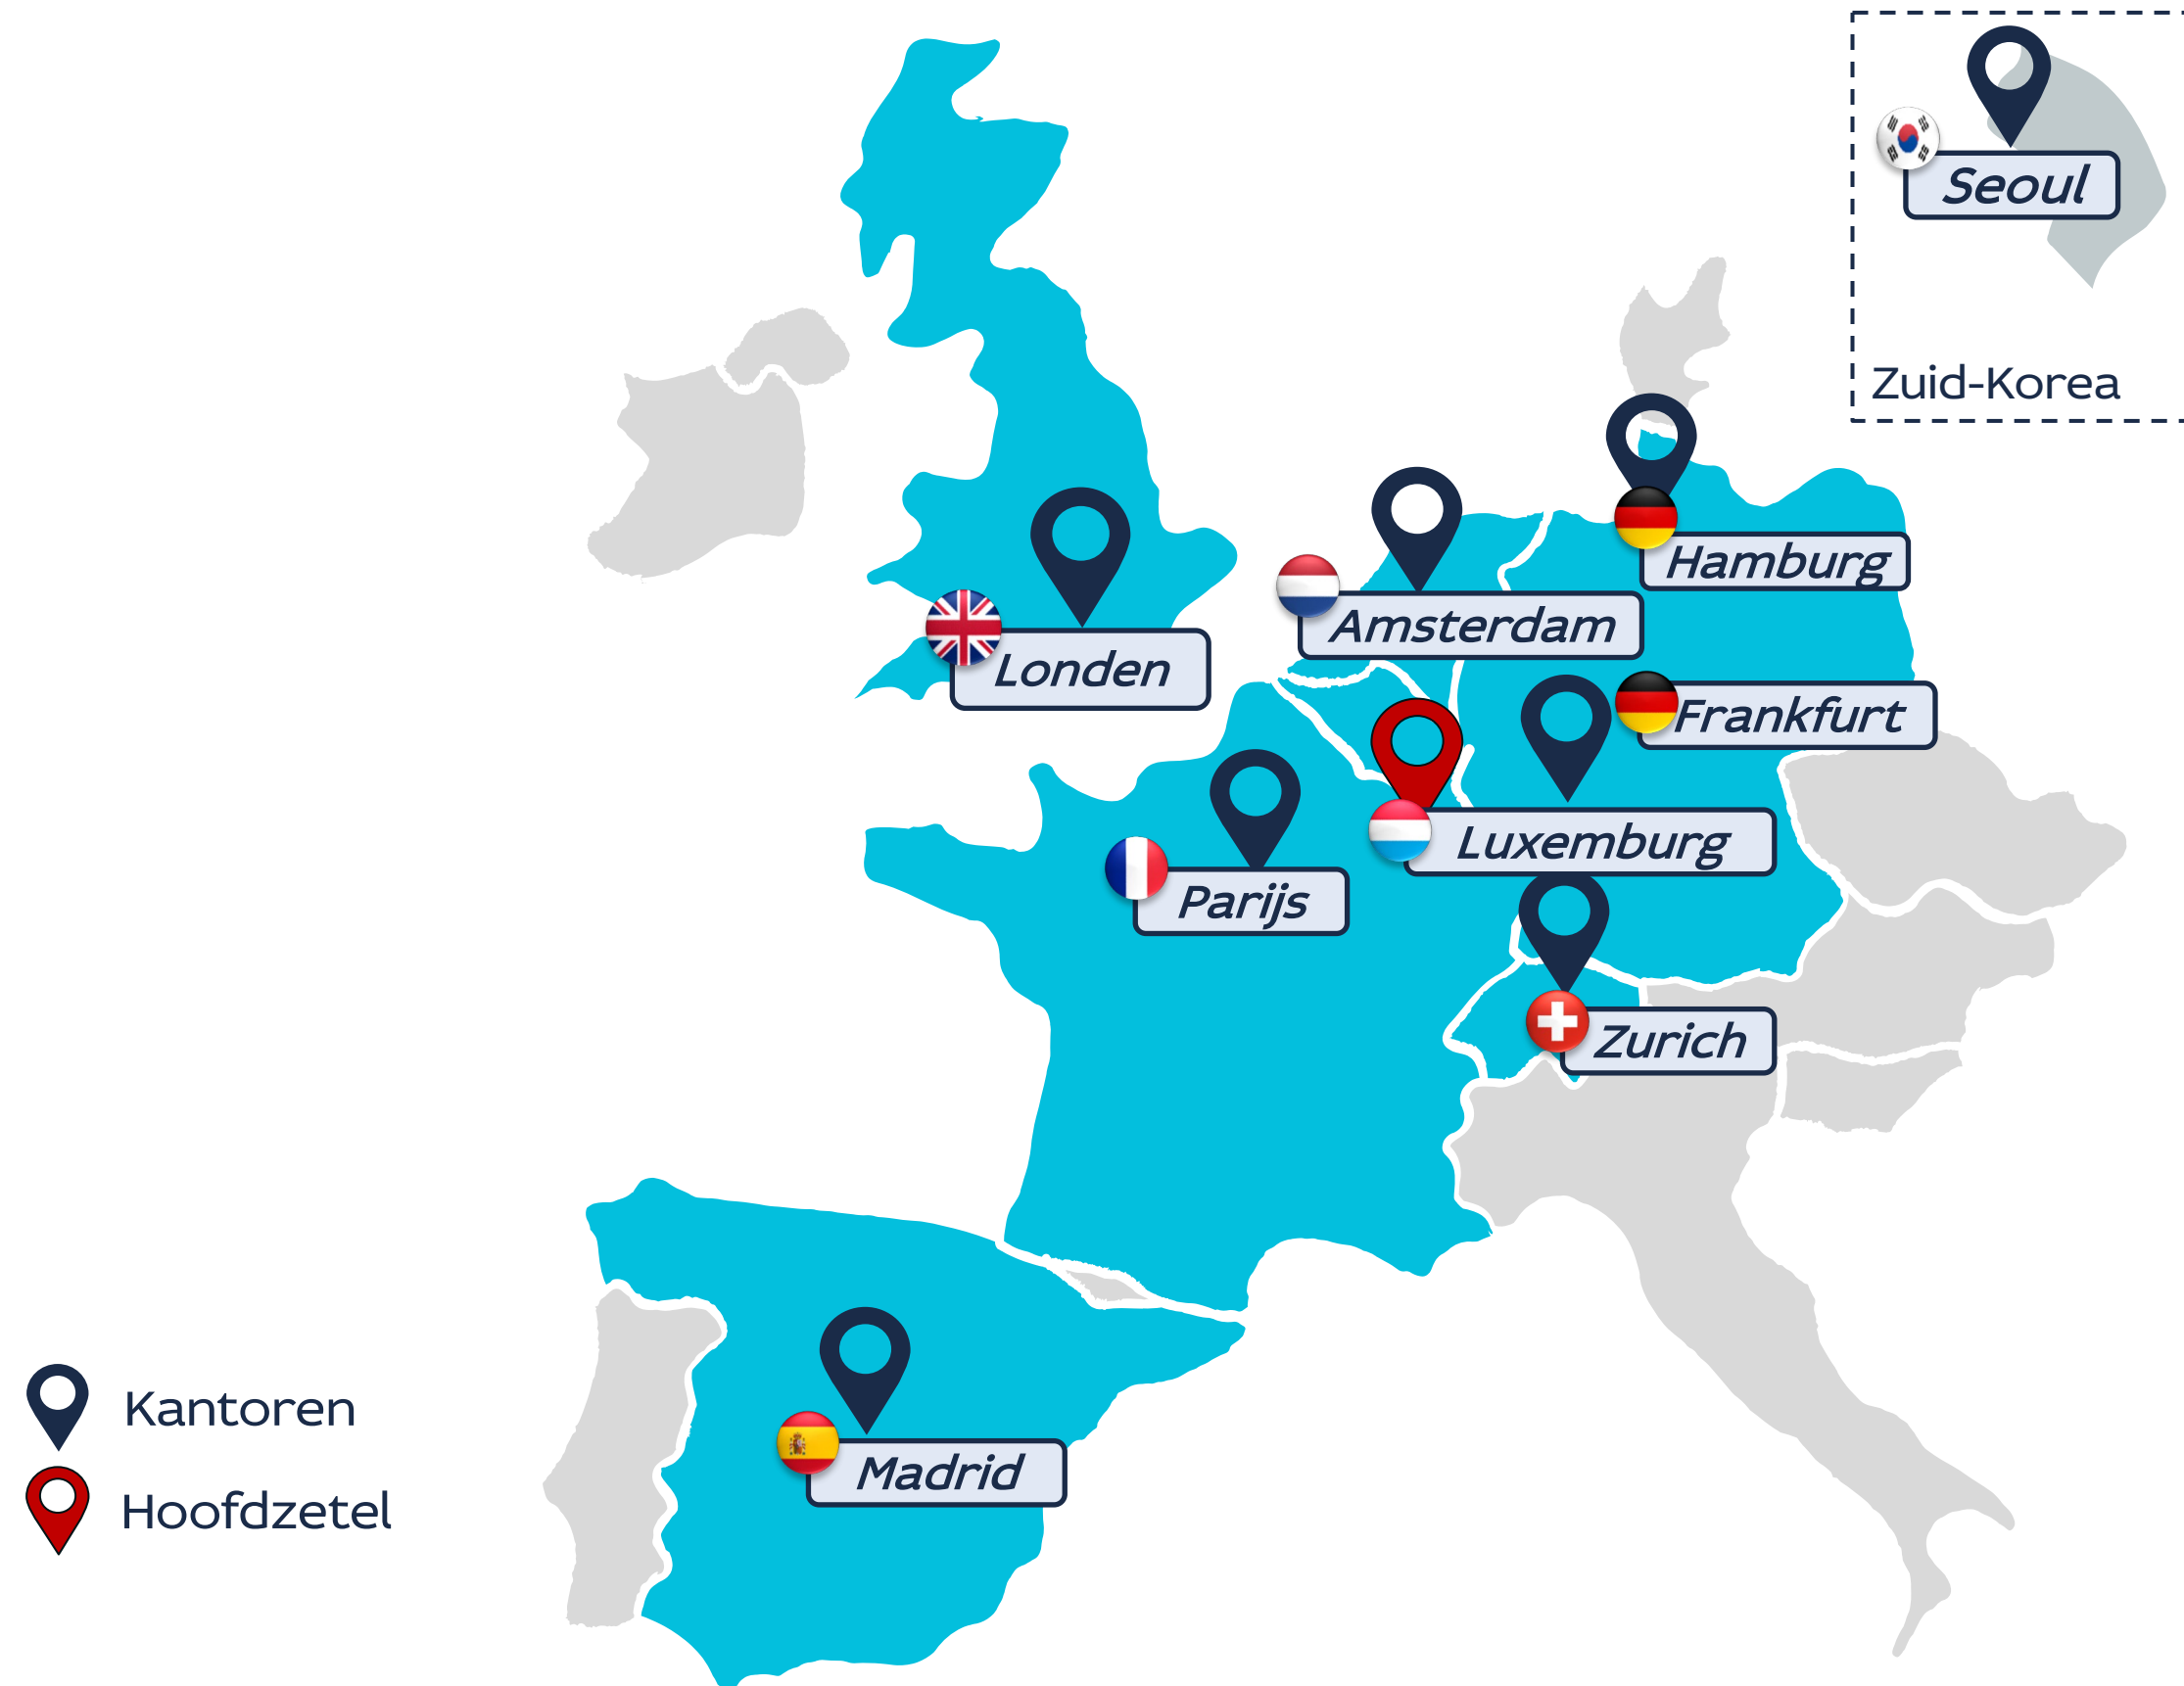 Seoul
Zuid-Korea
Hamburg
Amsterdam
Londen
Frankfurt
Luxemburg
Parijs
Zurich
Madrid
Kantoren
Hoofdzetel